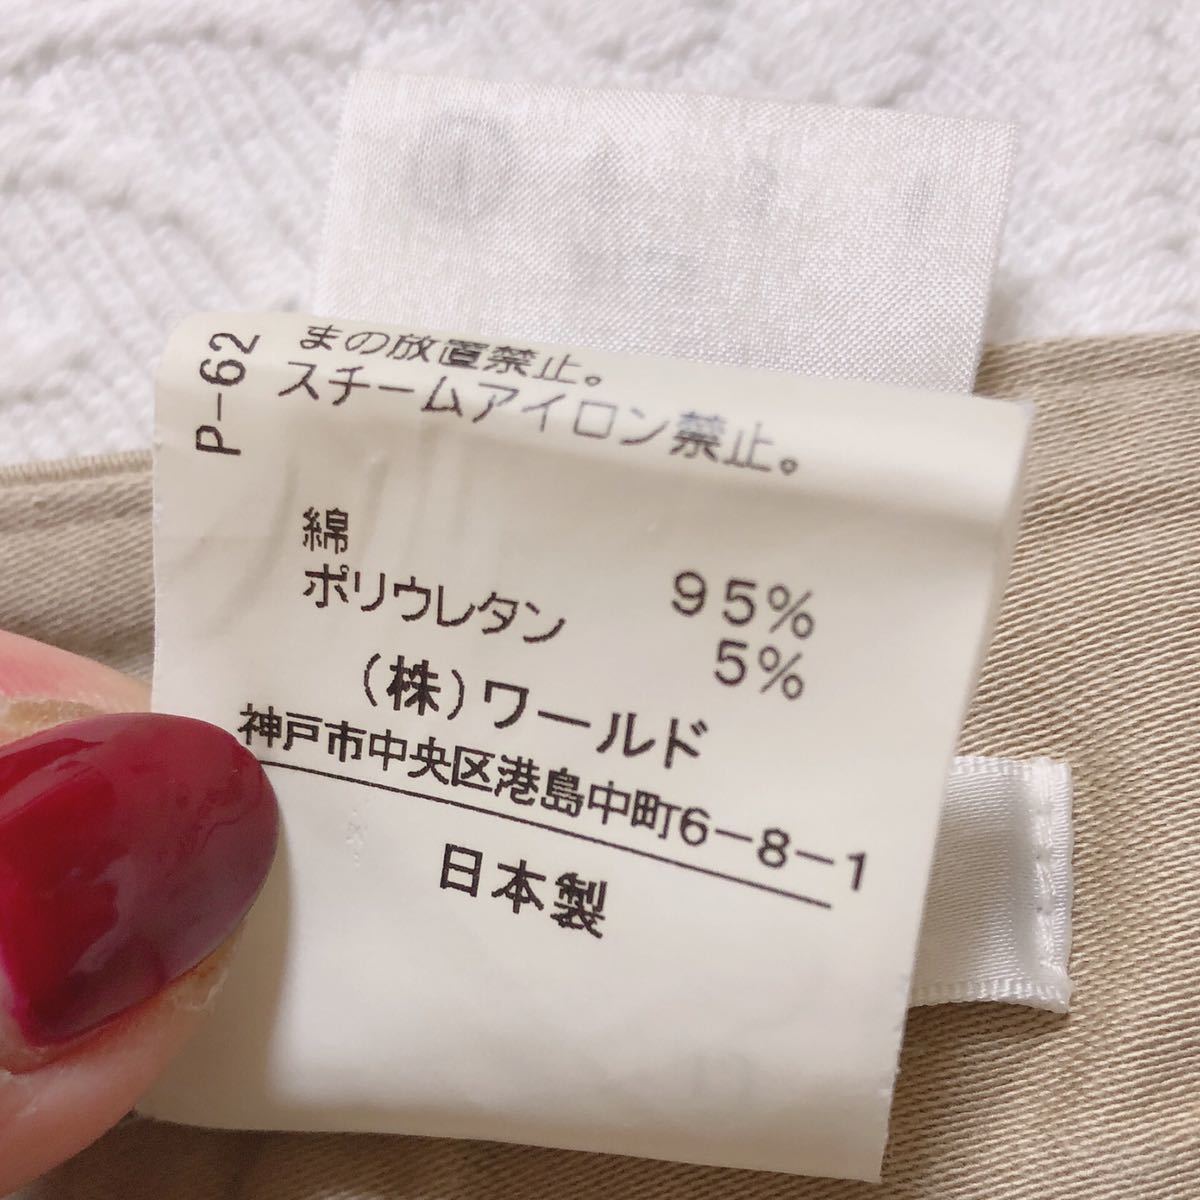 まの放置禁止。
スチームアイロン禁止。
P-62
綿 95%
ポリウレタン 5%
(株)ワールド
神戸市中央区港島中町6-8-1
日本製